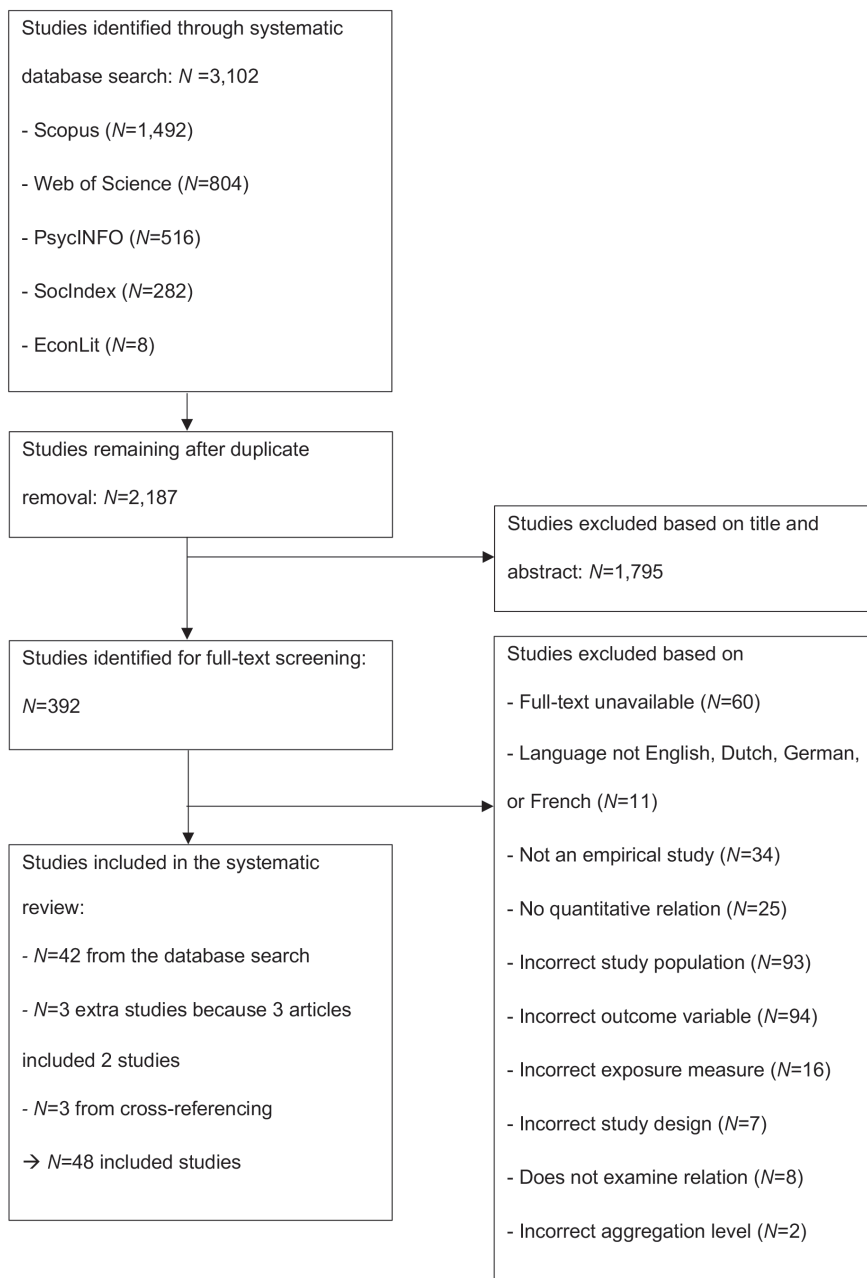 Studies identified through systematic
database search: N =3,102
- Scopus (N=1,492)
- Web of Science (N=804)
- PsycINFO (N=516)
- SocIndex (N=282)
- EconLit (N=8)
Studies remaining after duplicate
removal: N=2,187
Studies excluded based on title and
abstract: N=1,795
Studies identified for full-text screening:
N=392
Studies excluded based on
- Full-text unavailable (N=60)
- Language not English, Dutch, German,
or French (N=11)
- Not an empirical study (N=34)
- No quantitative relation (N=25)
- Incorrect study population (N=93)
- Incorrect outcome variable (N=94)
- Incorrect exposure measure (N=16)
- Incorrect study design (N=7)
- Does not examine relation (N=8)
- Incorrect aggregation level (N=2)
Studies included in the systematic
review:
- N=42 from the database search
- N=3 extra studies because 3 articles
included 2 studies
- N=3 from cross-referencing
→ N=48 included studies